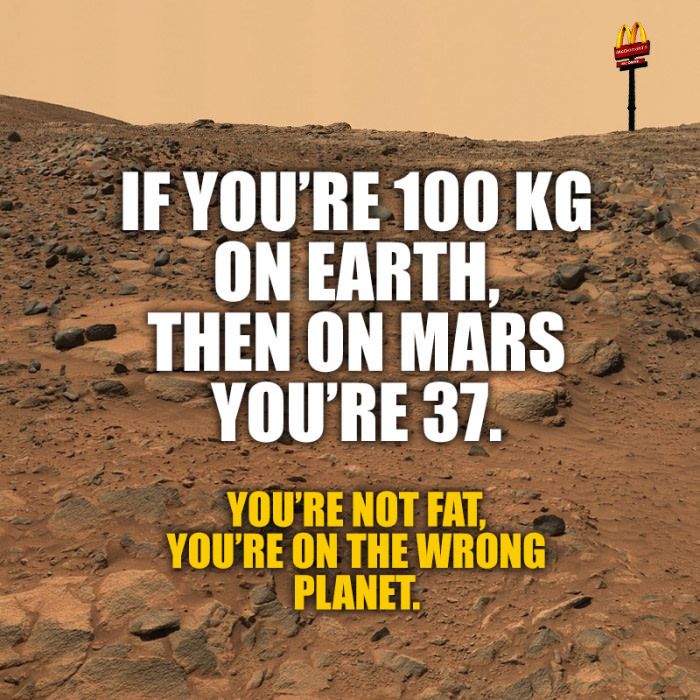 McDonald's
IF YOU'RE 100 KG
ON EARTH,
THEN ON MARS
YOU'RE 37.
YOU'RE NOT FAT,
YOU'RE ON THE WRONG
PLANET.